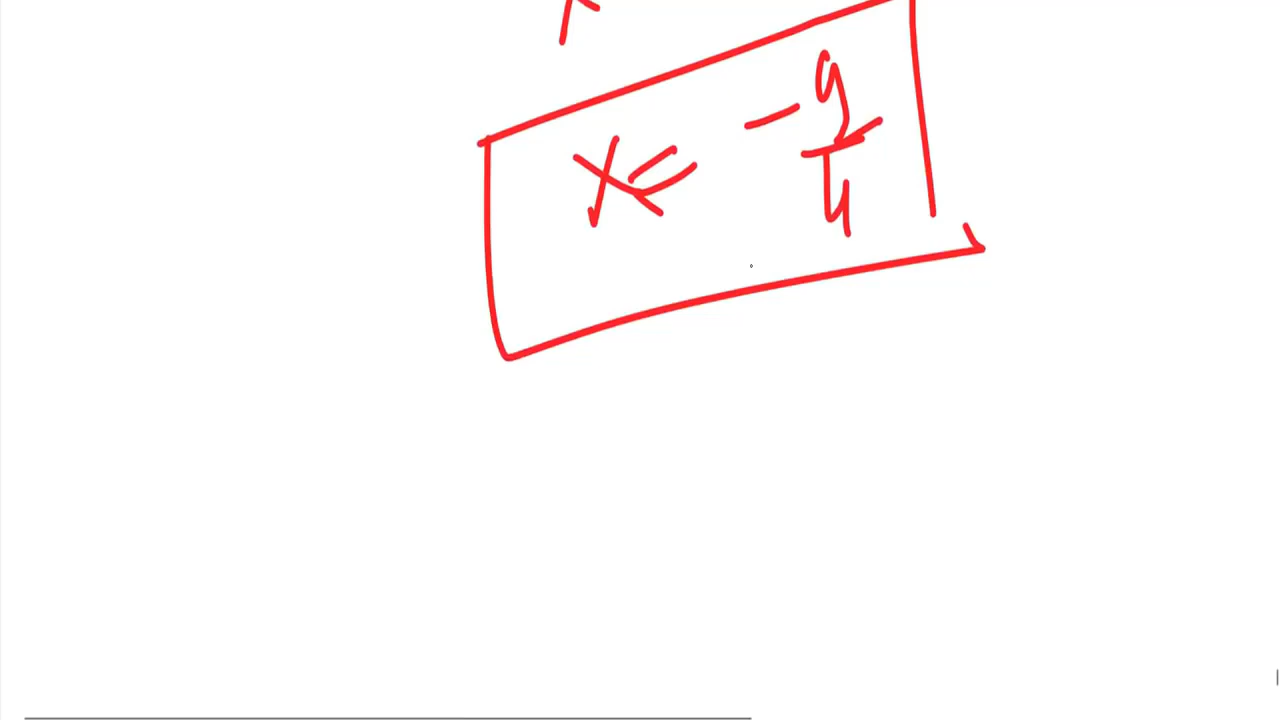 x = -9/4